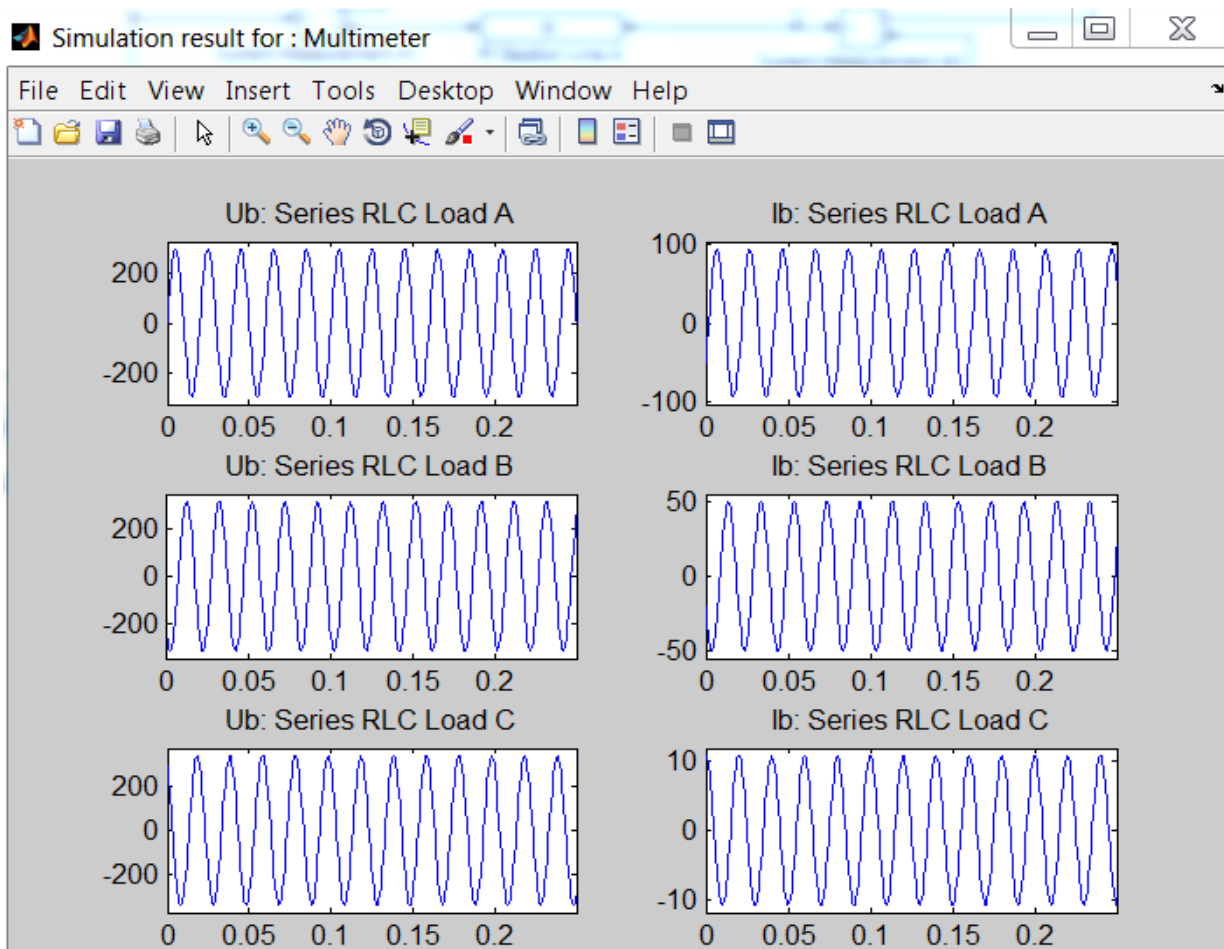 Simulation result for : Multimeter
File Edit View Insert Tools Desktop Window Help
Ub: Series RLC Load A
200
0
-200
0 0.05 0.1 0.15 0.2
Ib: Series RLC Load A
100
0
-100
0 0.05 0.1 0.15 0.2
Ub: Series RLC Load B
200
0
-200
0 0.05 0.1 0.15 0.2
Ib: Series RLC Load B
50
0
-50
0 0.05 0.1 0.15 0.2
Ub: Series RLC Load C
200
0
-200
0 0.05 0.1 0.15 0.2
Ib: Series RLC Load C
10
0
-10
0 0.05 0.1 0.15 0.2